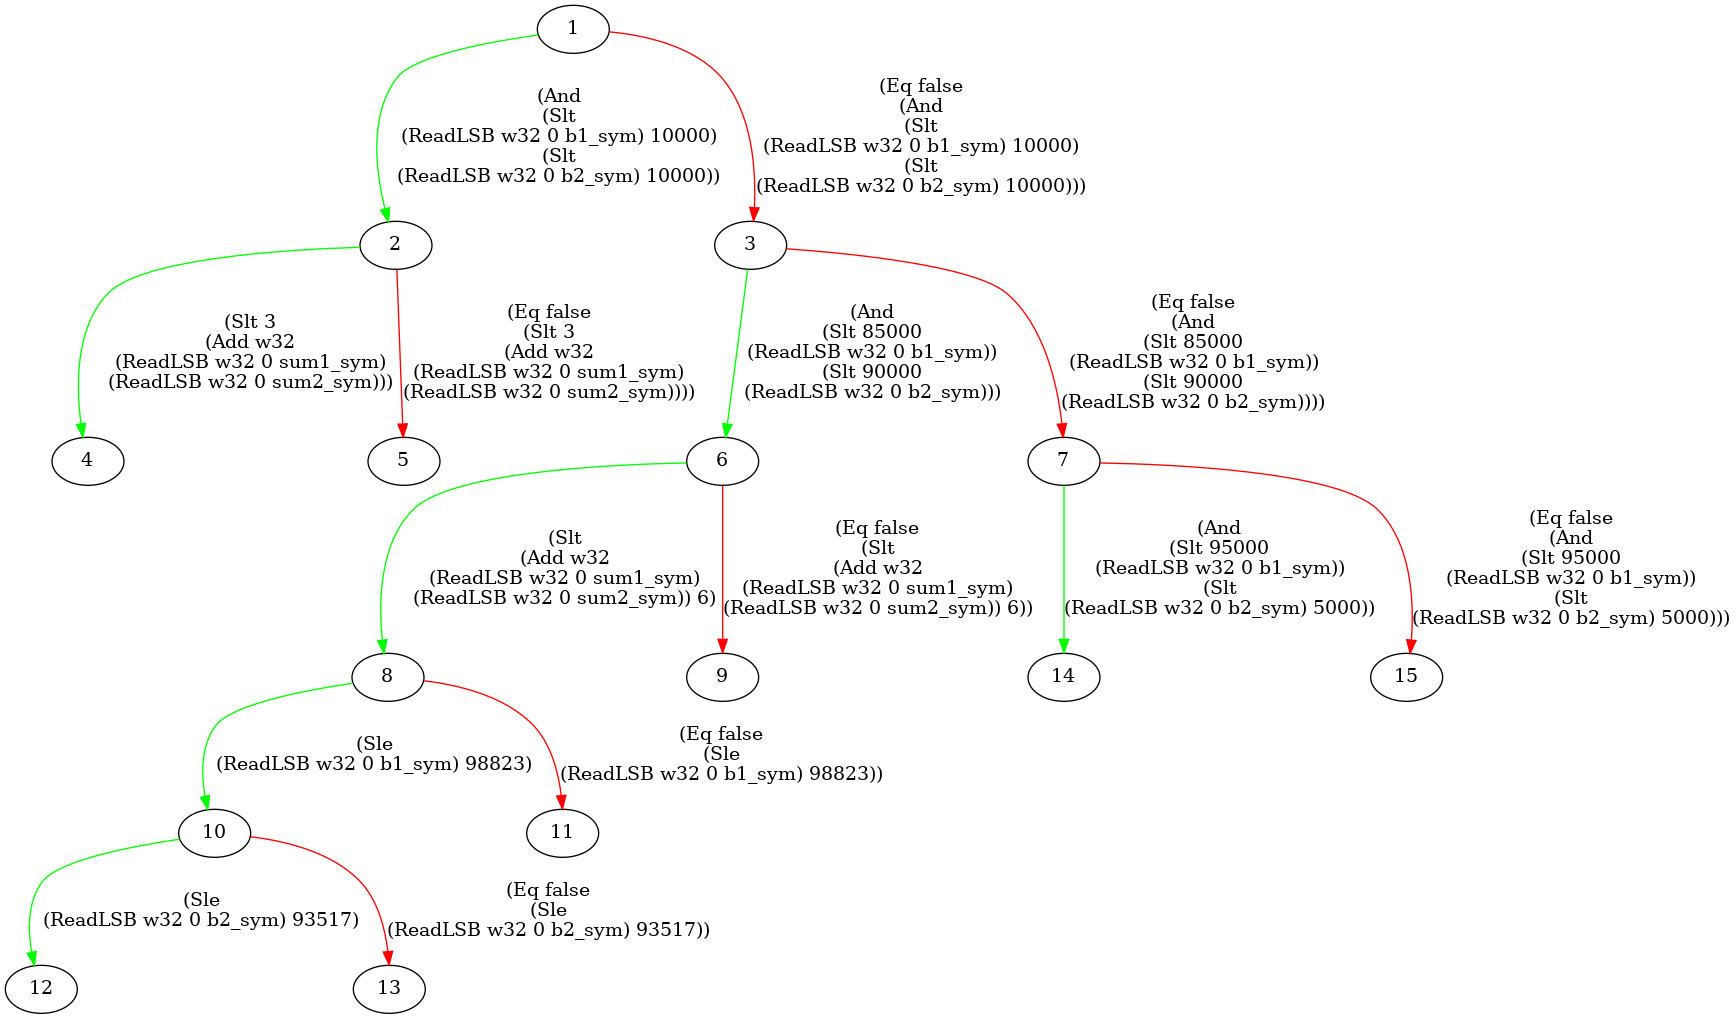 1
(And
(Slt
(ReadLSB w32 0 b1_sym) 10000)
(Slt
(ReadLSB w32 0 b2_sym) 10000))
(Eq false
(And
(Slt
(ReadLSB w32 0 b1_sym) 10000)
(Slt
(ReadLSB w32 0 b2_sym) 10000)))
2
3
(Slt 3
(Add w32
(ReadLSB w32 0 sum1_sym)
(ReadLSB w32 0 sum2_sym)))
(Eq false
(Slt 3
(Add w32
(ReadLSB w32 0 sum1_sym)
(ReadLSB w32 0 sum2_sym))))
(And
(Slt 85000
(ReadLSB w32 0 b1_sym))
(Slt 90000
(ReadLSB w32 0 b2_sym)))
(Eq false
(And
(Slt 85000
(ReadLSB w32 0 b1_sym))
(Slt 90000
(ReadLSB w32 0 b2_sym))))
4
5
6
7
(Slt
(Add w32
(ReadLSB w32 0 sum1_sym)
(ReadLSB w32 0 sum2_sym)) 6)
(Eq false
(Slt
(Add w32
(ReadLSB w32 0 sum1_sym)
(ReadLSB w32 0 sum2_sym)) 6))
(And
(Slt 95000
(ReadLSB w32 0 b1_sym))
(Slt
(ReadLSB w32 0 b2_sym) 5000))
(Eq false
(And
(Slt 95000
(ReadLSB w32 0 b1_sym))
(Slt
(ReadLSB w32 0 b2_sym) 5000)))
8
9
14
15
(Sle
(ReadLSB w32 0 b1_sym) 98823)
(Eq false
(Sle
(ReadLSB w32 0 b1_sym) 98823))
10
11
(Sle
(ReadLSB w32 0 b2_sym) 93517)
(Eq false
(Sle
(ReadLSB w32 0 b2_sym) 93517))
12
13